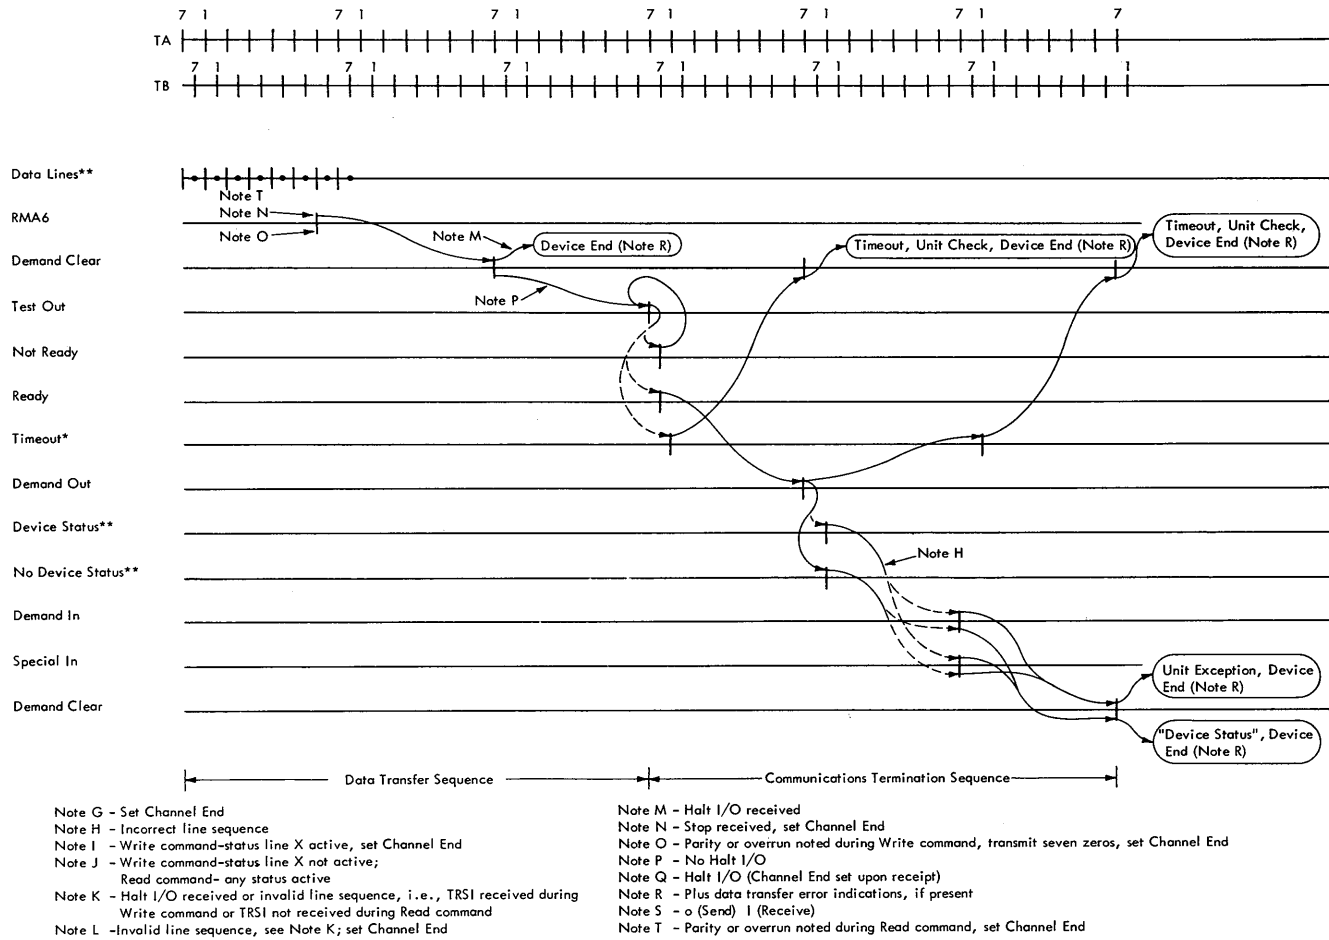 7 1 7 1 7 1 7 1 7 1 7 1 7
TA
7 1 7 1 7 1 7 1 7 1 7 1 1
TB
Data Lines**
Note T
Note N
RMA6
Note O
Timeout, Unit Check,
Device End (Note R)
Note M
Device End (Note R)
Timeout, Unit Check, Device End (Note R)
Demand Clear
Note P
Test Out
Not Ready
Ready
Timeout*
Demand Out
Device Status**
Note H
No Device Status**
Demand In
Special In
Unit Exception, Device
End (Note R)
Demand Clear
"Device Status", Device
End (Note R)
Data Transfer Sequence
Communications Termination Sequence
Note G - Set Channel End
Note H - Incorrect line sequence
Note I - Write command-status line X active, set Channel End
Note J - Write command-status line X not active;
Read command- any status active
Note K - Halt I/O received or invalid line sequence, i.e., TRSI received during
Write command or TRSI not received during Read command
Note L -Invalid line sequence, see Note K; set Channel End
Note M - Halt I/O received
Note N - Stop received, set Channel End
Note O - Parity or overrun noted during Write command, transmit seven zeros, set Channel End
Note P - No Halt I/O
Note Q - Halt I/O (Channel End set upon receipt)
Note R - Plus data transfer error indications, if present
Note S - o (Send) I (Receive)
Note T - Parity or overrun noted during Read command, set Channel End